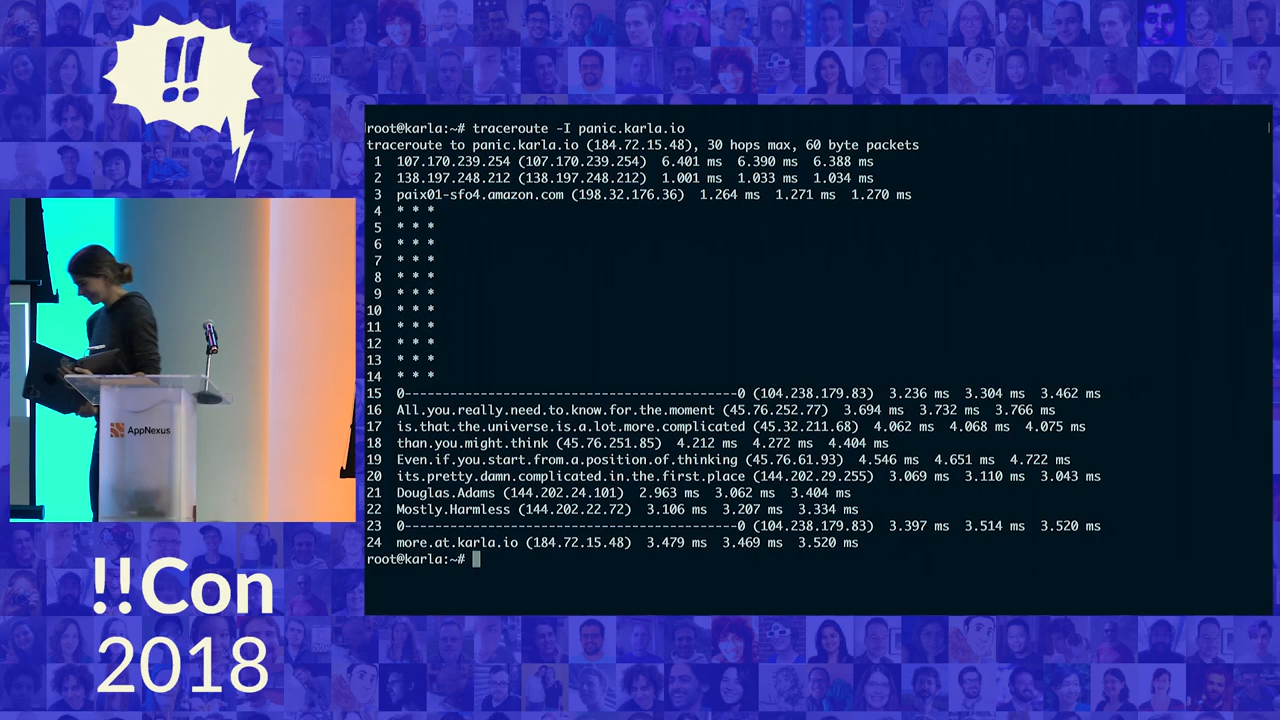 !!
root@karla:~# traceroute -I panic.karla.io
traceroute to panic.karla.io (184.72.15.48), 30 hops max, 60 byte packets
1 107.170.239.254 (107.170.239.254) 6.401 ms 6.390 ms 6.388 ms
2 138.197.248.212 (138.197.248.212) 1.001 ms 1.033 ms 1.034 ms
3 paix01-sfo4.amazon.com (198.32.176.36) 1.264 ms 1.271 ms 1.270 ms
4 * * *
5 * * *
6 * * *
7 * * *
8 * * *
9 * * *
10 * * *
11 * * *
12 * * *
13 * * *
14 * * *
15 0-------------------------------------------0 (104.238.179.83) 3.236 ms 3.304 ms 3.462 ms
16 All.you.really.need.to.know.for.the.moment (45.76.252.77) 3.694 ms 3.732 ms 3.766 ms
17 is.that.the.universe.is.a.lot.more.complicated (45.32.211.68) 4.062 ms 4.068 ms 4.075 ms
18 than.you.might.think (45.76.251.85) 4.212 ms 4.272 ms 4.404 ms
19 Even.if.you.start.from.a.position.of.thinking (45.76.61.93) 4.546 ms 4.651 ms 4.722 ms
20 its.pretty.damn.complicated.in.the.first.place (144.202.29.255) 3.069 ms 3.110 ms 3.043 ms
21 Douglas.Adams (144.202.24.101) 2.963 ms 3.062 ms 3.404 ms
22 Mostly.Harmless (144.202.22.72) 3.106 ms 3.207 ms 3.334 ms
23 0-------------------------------------------0 (104.238.179.83) 3.397 ms 3.514 ms 3.520 ms
24 more.at.karla.io (184.72.15.48) 3.479 ms 3.469 ms 3.520 ms
root@karla:~#
AppNexus
!!Con
2018